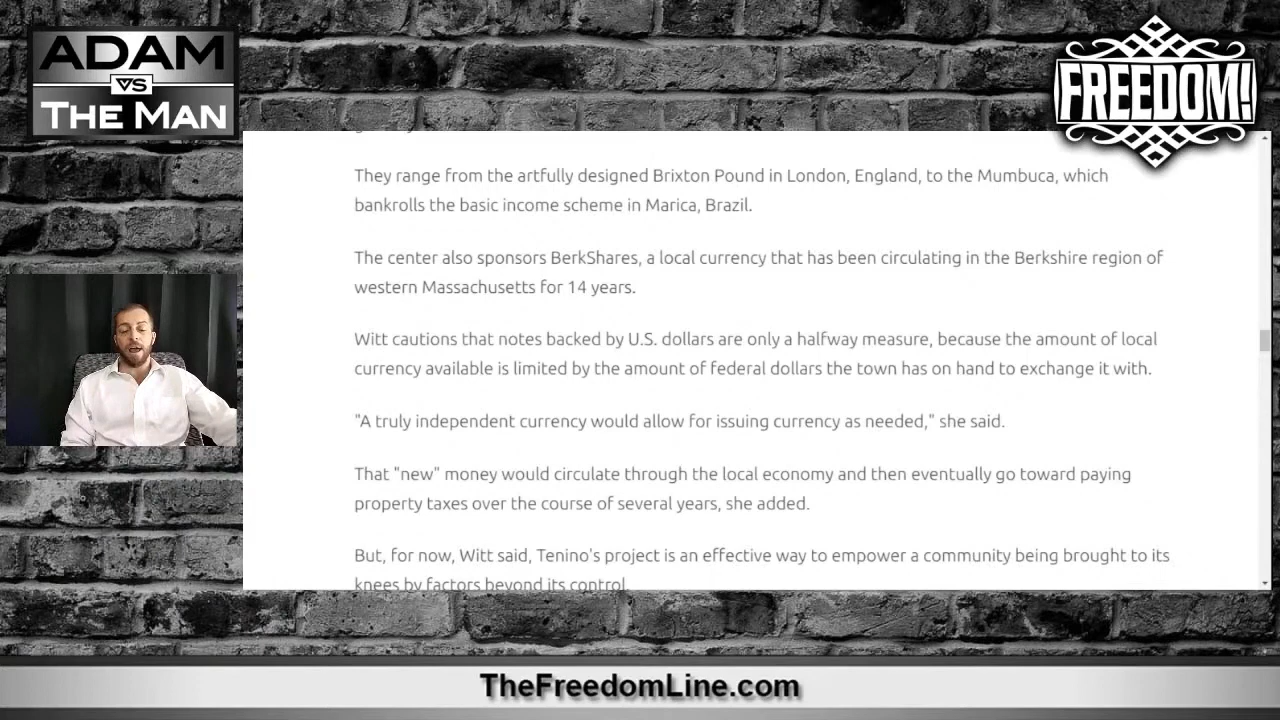 ADAM
VS
THE MAN
FREEDOM!
They range from the artfully designed Brixton Pound in London, England, to the Mumbuca, which
bankrolls the basic income scheme in Marica, Brazil.
The center also sponsors BerkShares, a local currency that has been circulating in the Berkshire region of
western Massachusetts for 14 years.
Witt cautions that notes backed by U.S. dollars are only a halfway measure, because the amount of local
currency available is limited by the amount of federal dollars the town has on hand to exchange it with.
"A truly independent currency would allow for issuing currency as needed," she said.
That "new" money would circulate through the local economy and then eventually go toward paying
property taxes over the course of several years, she added.
But, for now, Witt said, Tenino's project is an effective way to empower a community being brought to its
knees by factors beyond its control
TheFreedomLine.com